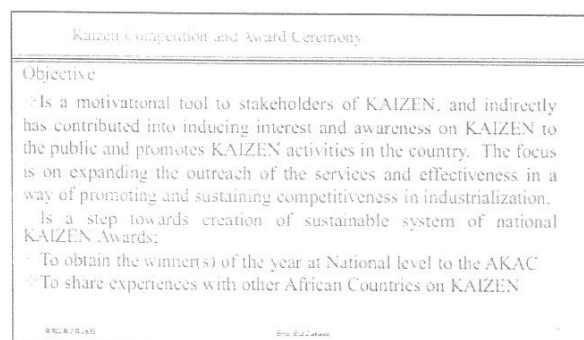 Kaizen Competition and Award Ceremony
Objective
Is a motivational tool to stakeholders of KAIZEN, and indirectly
has contributed into inducing interest and awareness on KAIZEN to
the public and promotes KAIZEN activities in the country. The focus
is on expanding the outreach of the services and effectiveness in a
way of promoting and sustaining competitiveness in industrialization.
Is a step towards creation of sustainable system of national
KAIZEN Awards:
To obtain the winner(s) of the year at National level to the AKAC
To share experiences with other African Countries on KAIZEN